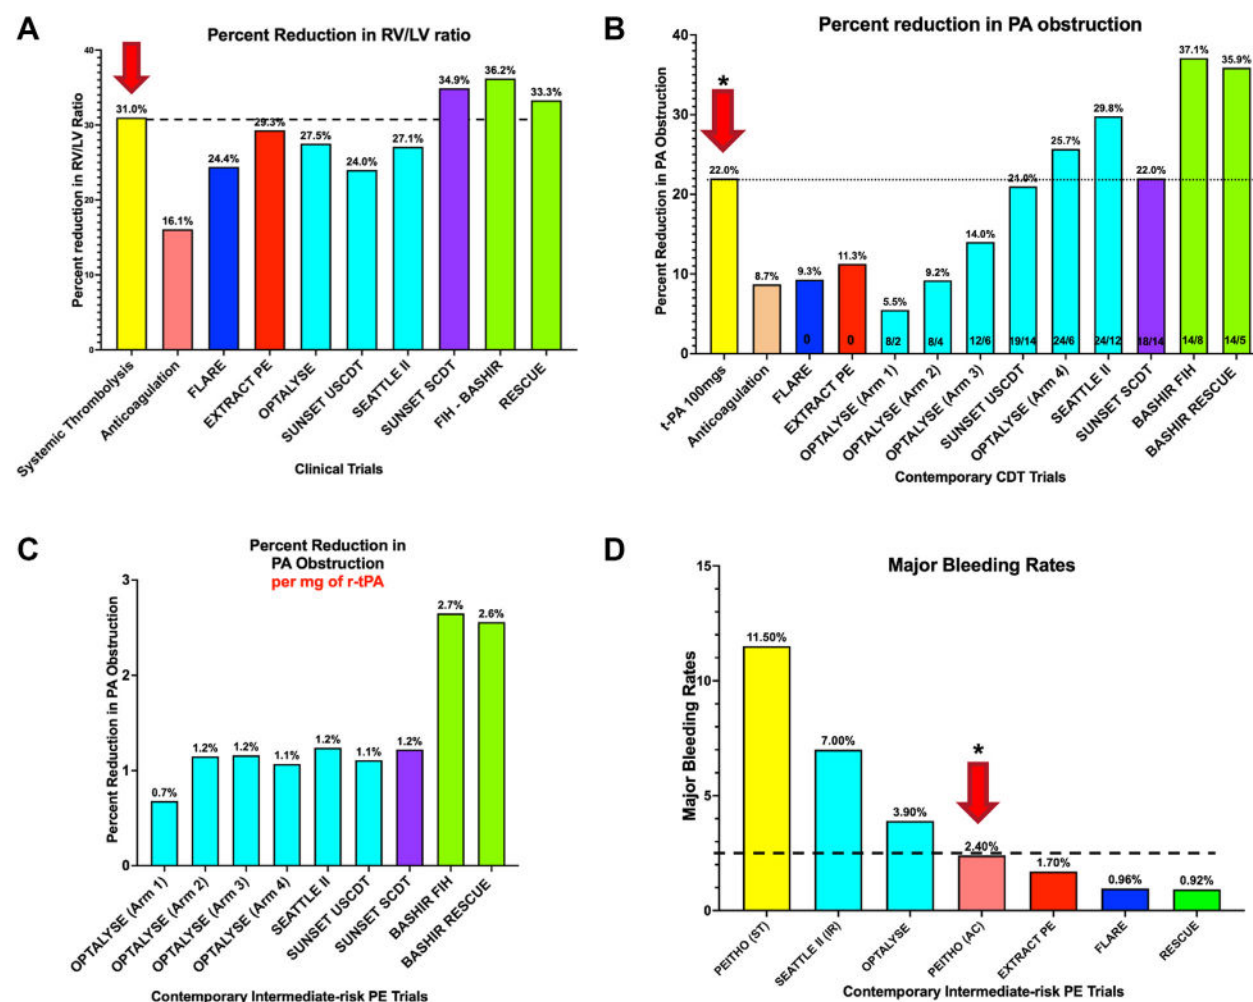 A
Percent Reduction in RV/LV ratio
Percent reduction in RV/LV Ratio
40
30
20
10
0
31.0%
16.1%
24.4%
29.3%
27.5%
24.0%
27.1%
34.9%
36.2%
33.3%
Systemic Thrombolysis
Anticoagulation
FLARE
EXTRACT PE
OPTALYSE
SUNSET USCDT
SEATTLE II
SUNSET SCDT
FIH - BASHIR
RESCUE
Clinical Trials
B
Percent reduction in PA obstruction
Percent Reduction in PA Obstruction
40
30
20
10
0
*
22.0%
8.7%
9.3%
11.3%
5.5%
9.2%
14.0%
21.0%
25.7%
29.8%
22.0%
37.1%
35.9%
0
0
8/2
8/4
12/6
19/14
24/6
24/12
18/14
14/8
14/5
t-PA 100mgs
Anticoagulation
FLARE
EXTRACT PE
OPTALYSE (Arm 1)
OPTALYSE (Arm 2)
OPTALYSE (Arm 3)
SUNSET USCDT
OPTALYSE (Arm 4)
SEATTLE II
SUNSET SCDT
BASHIR FIH
BASHIR RESCUE
Contemporary CDT Trials
C
Percent Reduction in
PA Obstruction
per mg of r-tPA
Percent Reduction in PA Obstruction
3
2
1
0
0.7%
1.2%
1.2%
1.1%
1.2%
1.1%
1.2%
2.7%
2.6%
OPTALYSE (Arm 1)
OPTALYSE (Arm 2)
OPTALYSE (Arm 3)
OPTALYSE (Arm 4)
SEATTLE II
SUNSET USCDT
SUNSET SCDT
BASHIR FIH
BASHIR RESCUE
Contemporary Intermediate-risk PE Trials
D
Major Bleeding Rates
Major Bleeding Rates
15
11
5
0
11.50%
7.00%
3.90%
*
2.40%
1.70%
0.96%
0.92%
PEITHO (ST)
SEATTLE II (IR)
OPTALYSE
PEITHO (AC)
EXTRACT PE
FLARE
RESCUE
Contemporary Intermediate-risk PE Trials